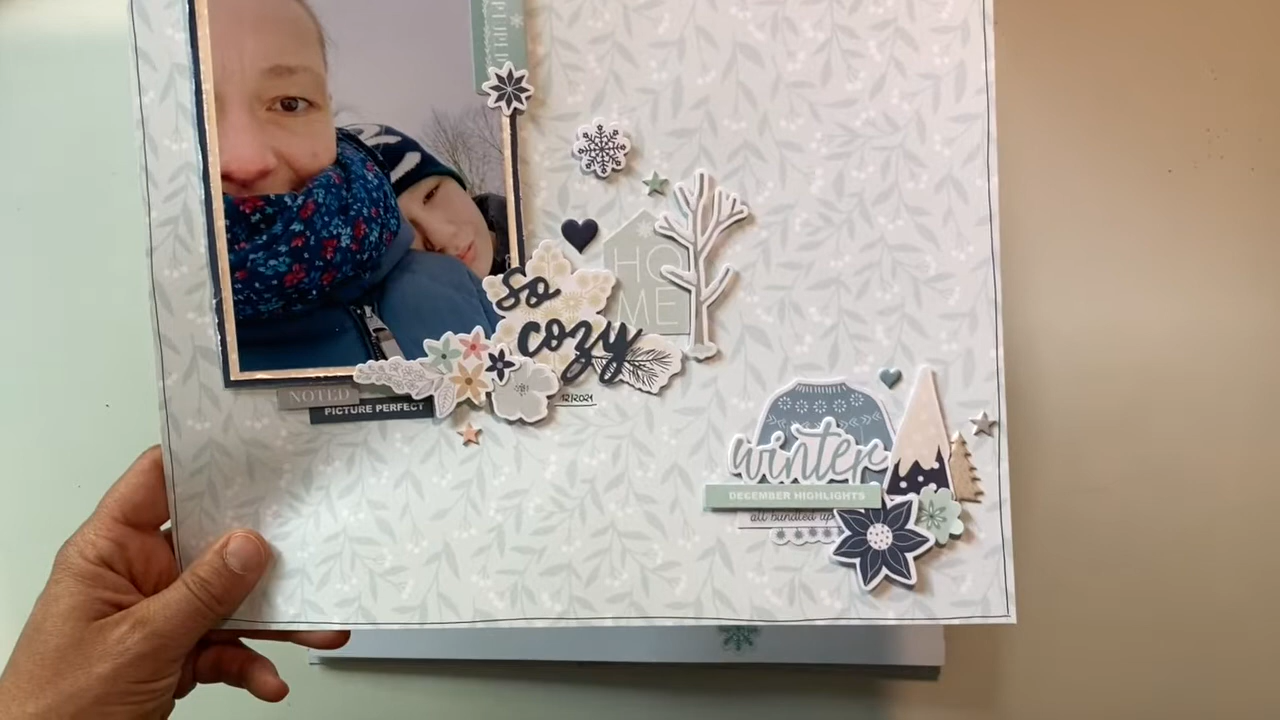 so
cozy
HO
ME
NOTED
PICTURE PERFECT
12/2021
winter
DECEMBER HIGHLIGHTS
all bundled up